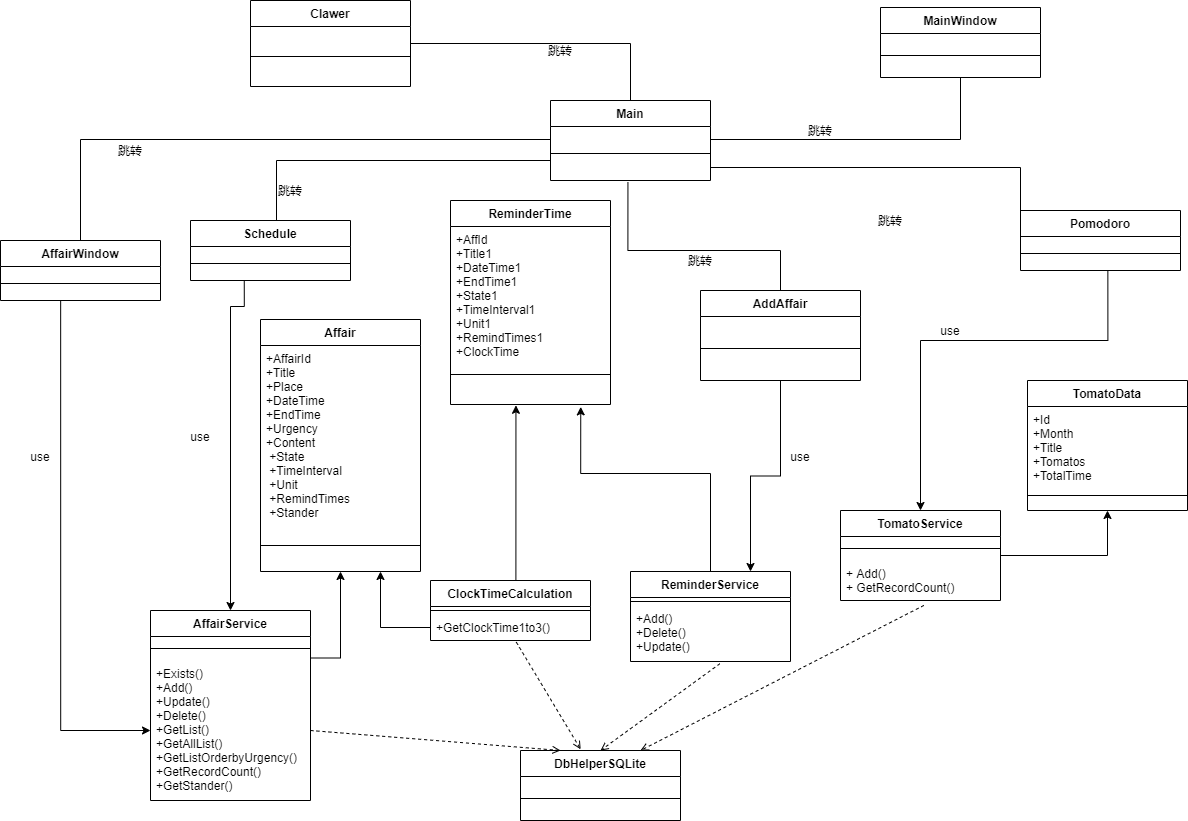 Clawer
MainWindow
跳转
Main
跳转
跳转
跳转
ReminderTime
+AffId
+Title1
+DateTime1
+EndTime1
+State1
+TimeInterval1
+Unit1
+RemindTimes1
+ClockTime
跳转
Pomodoro
Schedule
AffairWindow
跳转
AddAffair
Affair
+AffairId
+Title
+Place
+DateTime
+EndTime
+Urgency
+Content
+State
+TimeInterval
+Unit
+RemindTimes
+Stander
use
TomatoData
+Id
+Month
+Title
+Tomatos
+TotalTime
use
use
use
TomatoService
+ Add()
+ GetRecordCount()
ClockTimeCalculation
+GetClockTime1to3()
ReminderService
+Add()
+Delete()
+Update()
AffairService
+Exists()
+Add()
+Update()
+Delete()
+GetList()
+GetAllList()
+GetListOrderbyUrgency()
+GetRecordCount()
+GetStander()
DbHelperSQLite